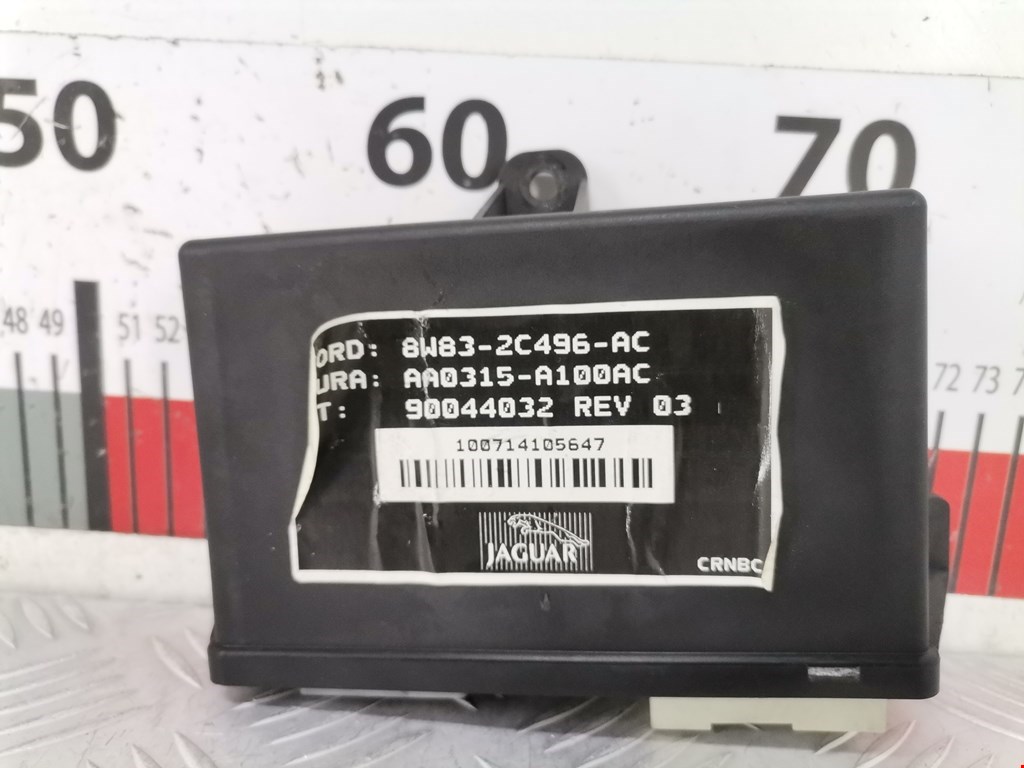 50 60 70
48 49 51 52 72 73
ORD: 8W83-2C496-AC
URA: AA0315-A100AC
T: 90044032 REV 03
100714105647
JAGUAR
CRNBC